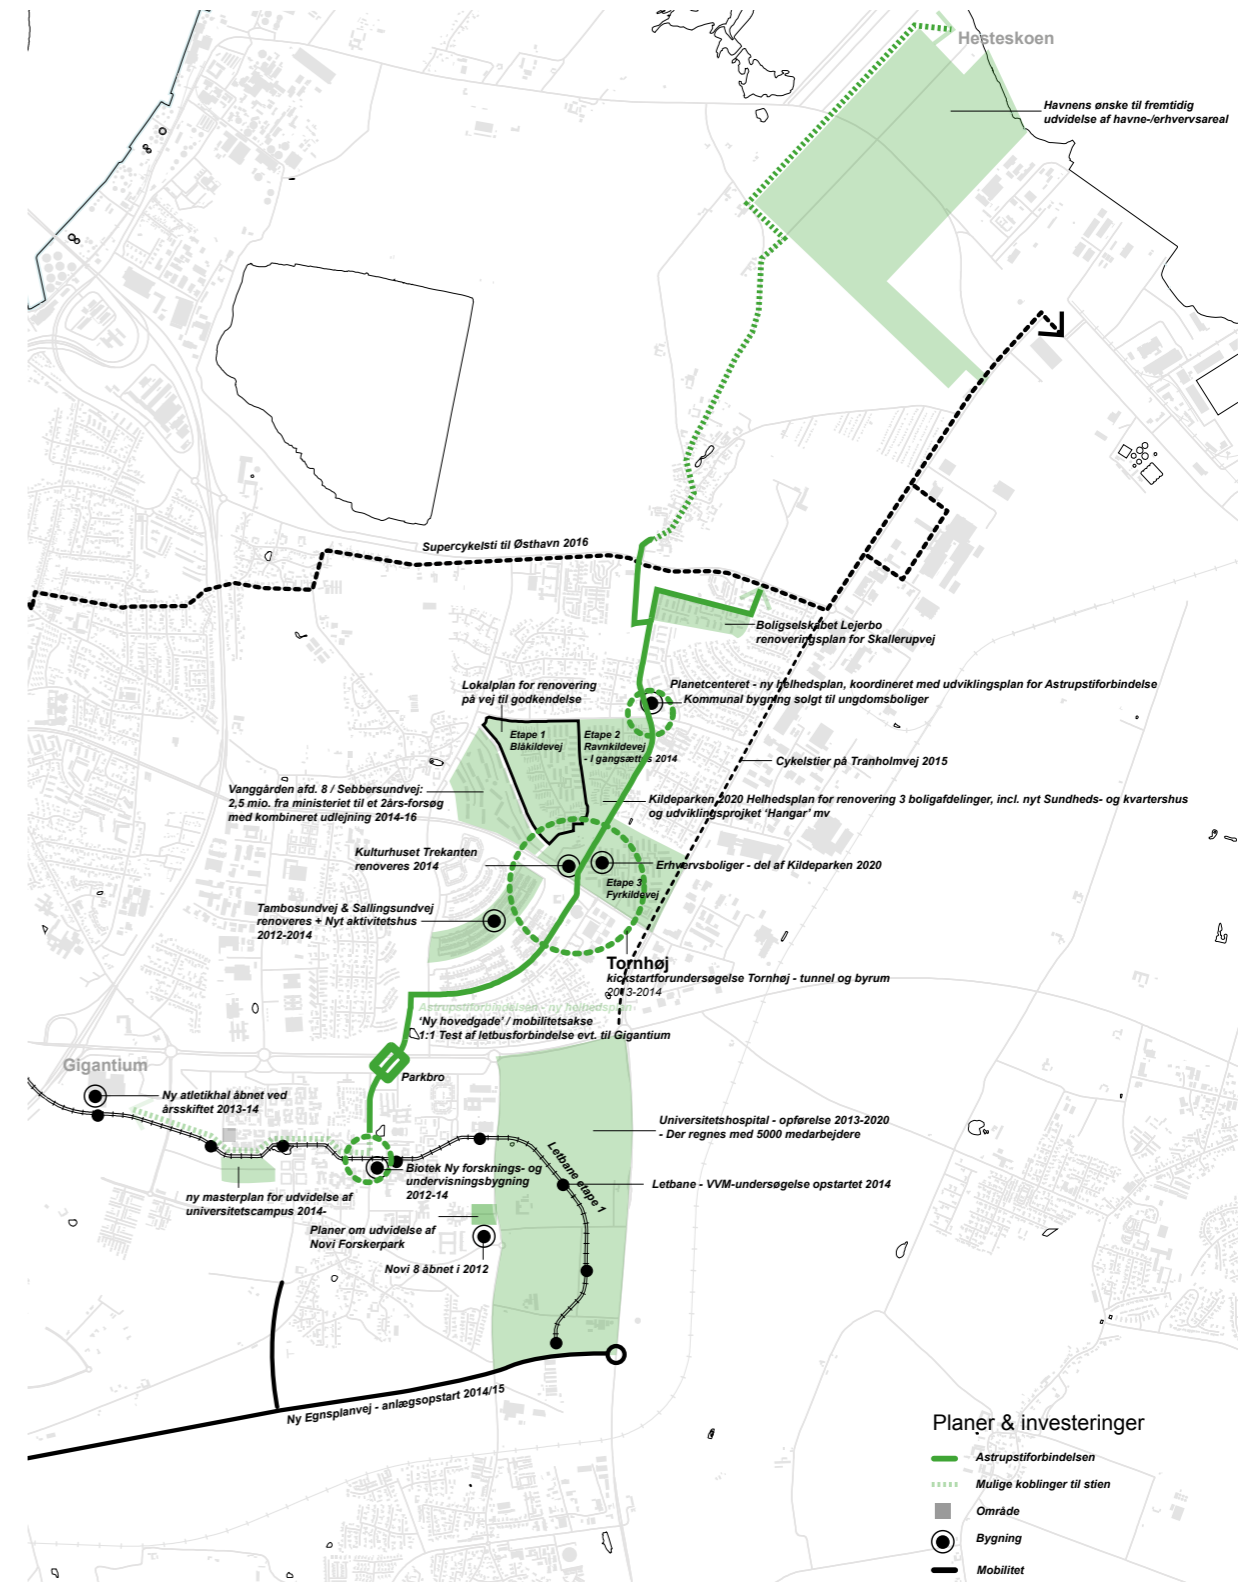 Hesteskoen
Havnens ønske til fremtidig
udvidelse af havne-/erhvervsareal
Supercykelsti til Østhavn 2016
Boligselskabet Lejerbo
renoveringsplan for Skallerupvej
Lokalplan for renovering
på vej til godkendelse
Planetcenteret - ny helhedsplan, koordineret med udviklingsplan for Astrupstiforbindelse
Kommunal bygning solgt til ungdomsboliger
Etape 1
Blåkildevej
Etape 2
Ravnkildevej
- I gangsættes 2014
Cykelstier på Tranholmvej 2015
Vanggården afd. 8 / Sebbersundvej:
2,5 mio. fra ministeriet til et 2års-forsøg
med kombineret udlejning 2014-16
Kildeparken 2020 Helhedsplan for renovering 3 boligafdelinger, incl. nyt Sundheds- og kvartershus
og udviklingsprojket 'Hangar' mv
Kulturhuset Trekanten
renoveres 2014
Erhvervsboliger - del af Kildeparken 2020
Etape 3
Fyrkildevej
Tambosundvej & Sallingsundvej
renoveres + Nyt aktivitetshus
2012-2014
Tornhøj
kickstartforundersøgelse Tornhøj - tunnel og byrum
2013-2014
Astrupstiforbindelsen - ny helhedsplan
'Ny hovedgade' / mobilitetsakse
1:1 Test af letbusforbindelse evt. til Gigantium
Gigantium
Parkbro
Ny atletikhal åbnet ved
årsskiftet 2013-14
Universitetshospital - opførelse 2013-2020
- Der regnes med 5000 medarbejdere
Letbane etape 1
Biotek Ny forsknings- og
undervisningsbygning
2012-14
Letbane - VVM-undersøgelse opstartet 2014
ny masterplan for udvidelse af
universitetscampus 2014-
Planer om udvidelse af
Novi Forskerpark
Novi 8 åbnet i 2012
Ny Egnsplanvej - anlægsopstart 2014/15
Planer & investeringer
Astrupstiforbindelsen
Mulige koblinger til stien
Område
Bygning
Mobilitet